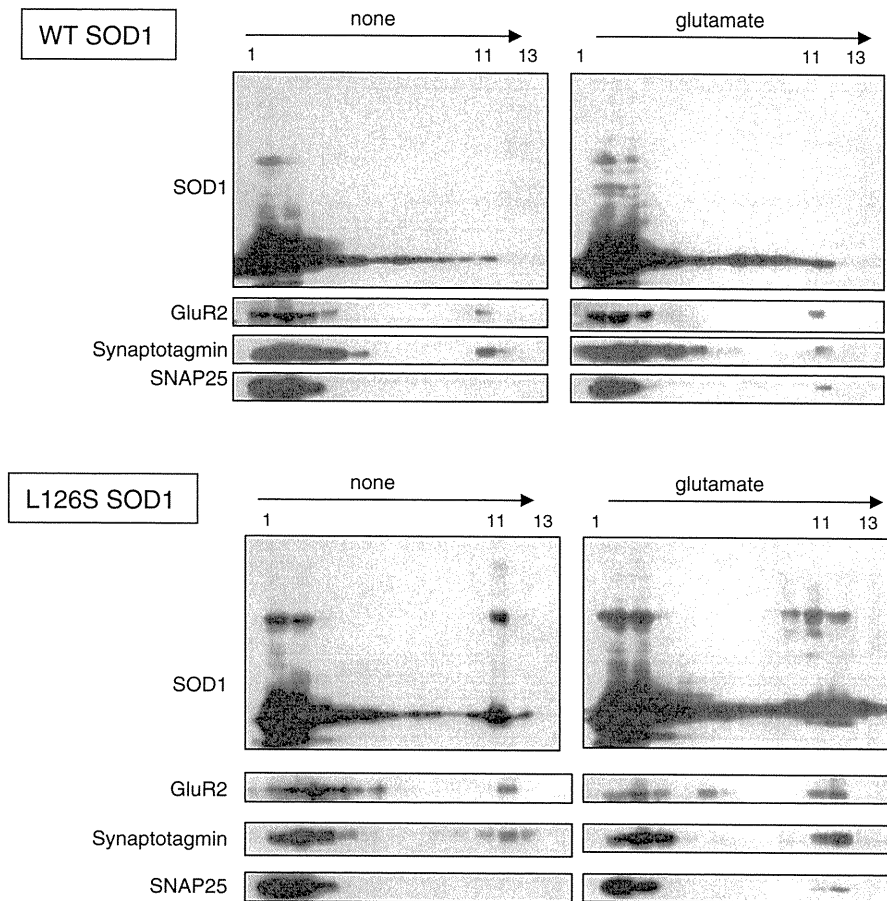 WT SOD1
none
glutamate
1 11 13 1 11 13
SOD1
GluR2
Synaptotagmin
SNAP25
L126S SOD1
none
glutamate
1 11 13 1 11 13
SOD1
GluR2
Synaptotagmin
SNAP25